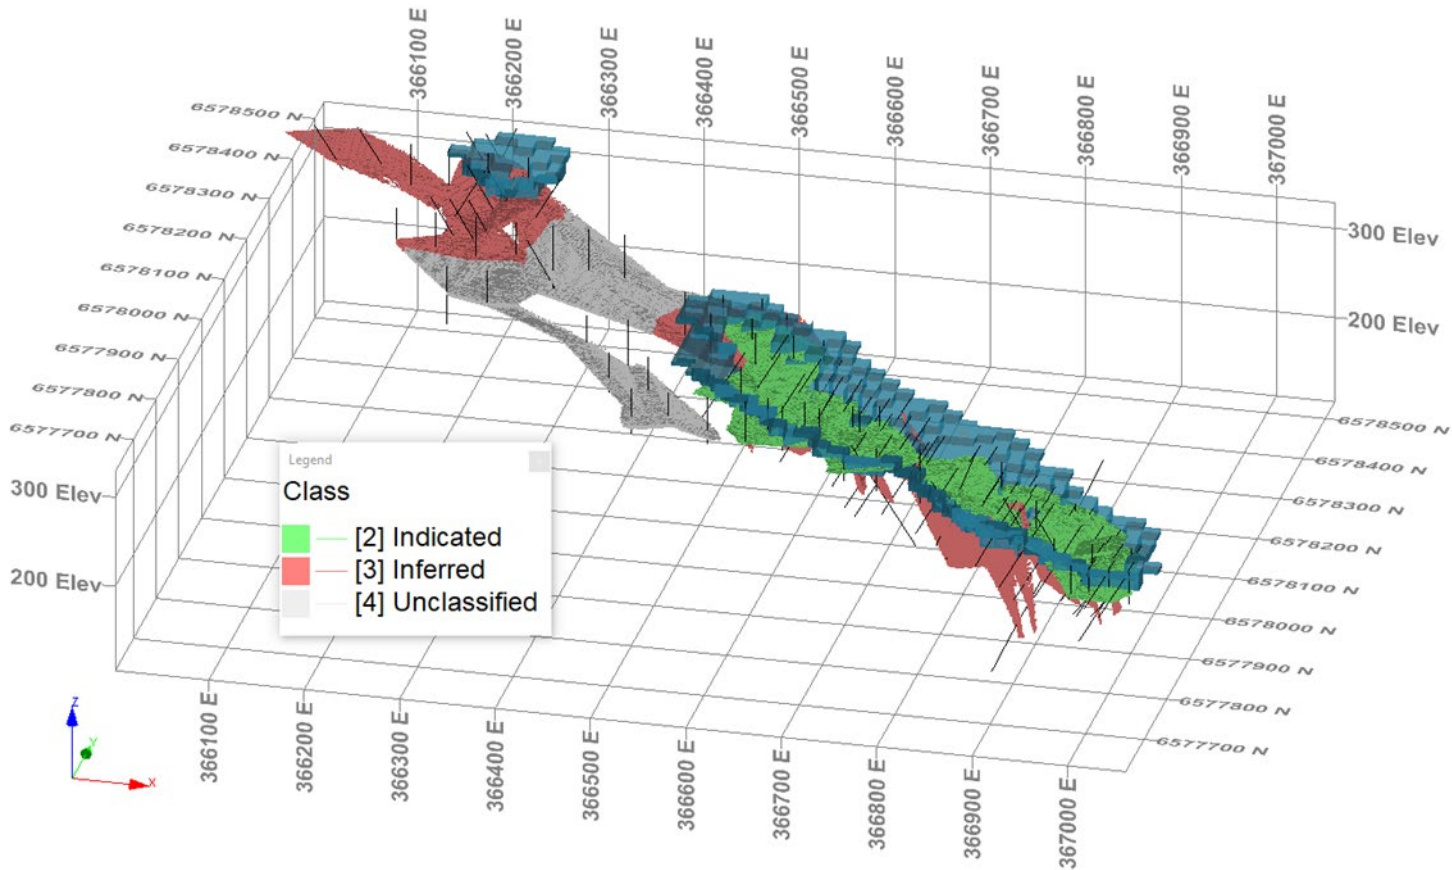 366100 E
366200 E
366300 E
366400 E
366500 E
366600 E
366700 E
366800 E
366900 E
367000 E
6578500 N
6578400 N
6578300 N
6578200 N
6578100 N
6578000 N
6577900 N
6577800 N
6577700 N
300 Elev
200 Elev
300 Elev
200 Elev
6578500 N
6578400 N
6578300 N
6578200 N
6578100 N
6578000 N
6577900 N
6577800 N
6577700 N
Legend
Class
[2] Indicated
[3] Inferred
[4] Unclassified
Z
Y
X
366100 E
366200 E
366300 E
366400 E
366500 E
366600 E
366700 E
366800 E
366900 E
367000 E